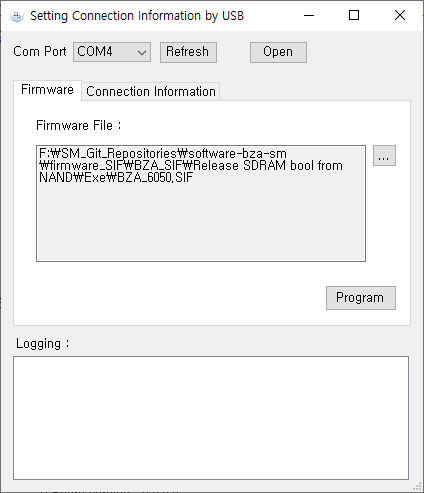 Setting Connection Information by USB
Com Port COM4 Refresh Open
Firmware Connection Information
Firmware File :
F:₩SM_Git_Repositories₩software-bza-sm
₩firmware_SIF₩BZA_SIF₩Release SDRAM bool from
NAND₩Exe₩BZA_6050,SIF
...
Program
Logging :